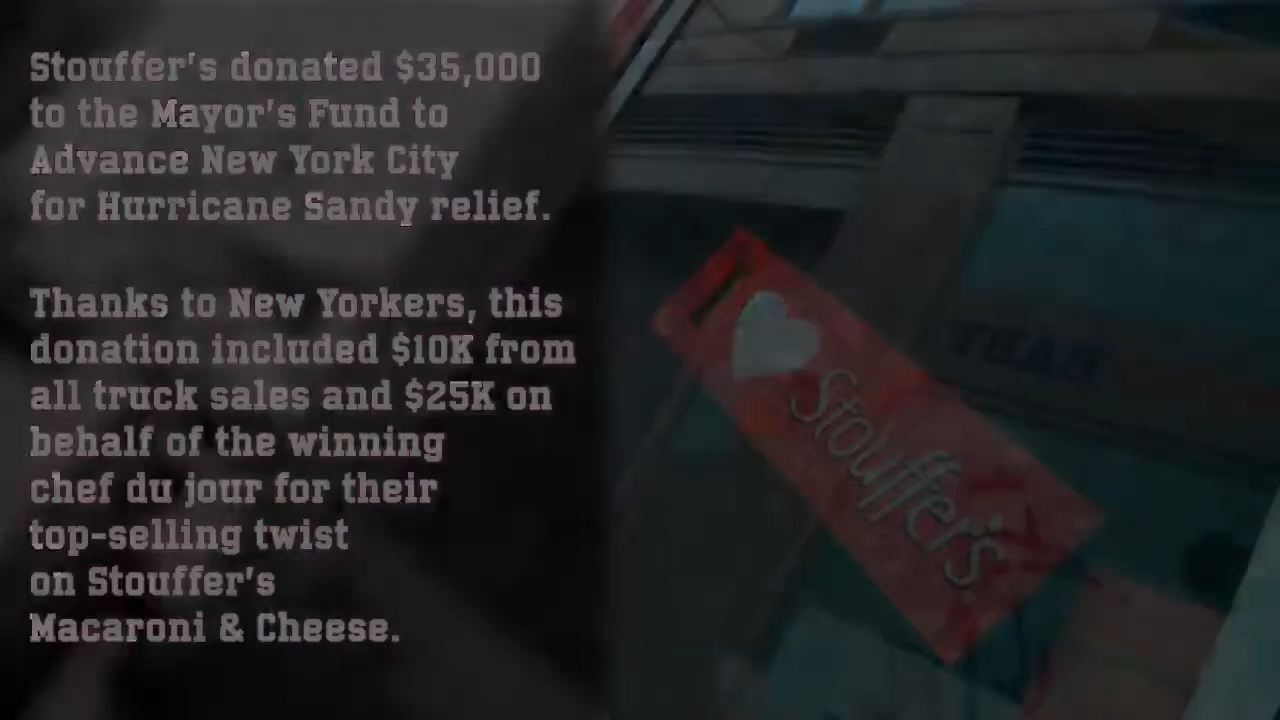 Stouffer's donated $35,000
to the Mayor's Fund to
Advance New York City
for Hurricane Sandy relief.
Thanks to New Yorkers, this
donation included $10K from
all truck sales and $25K on
behalf of the winning
chef du jour for their
top-selling twist
on Stouffer's
Macaroni & Cheese.
Stouffer's